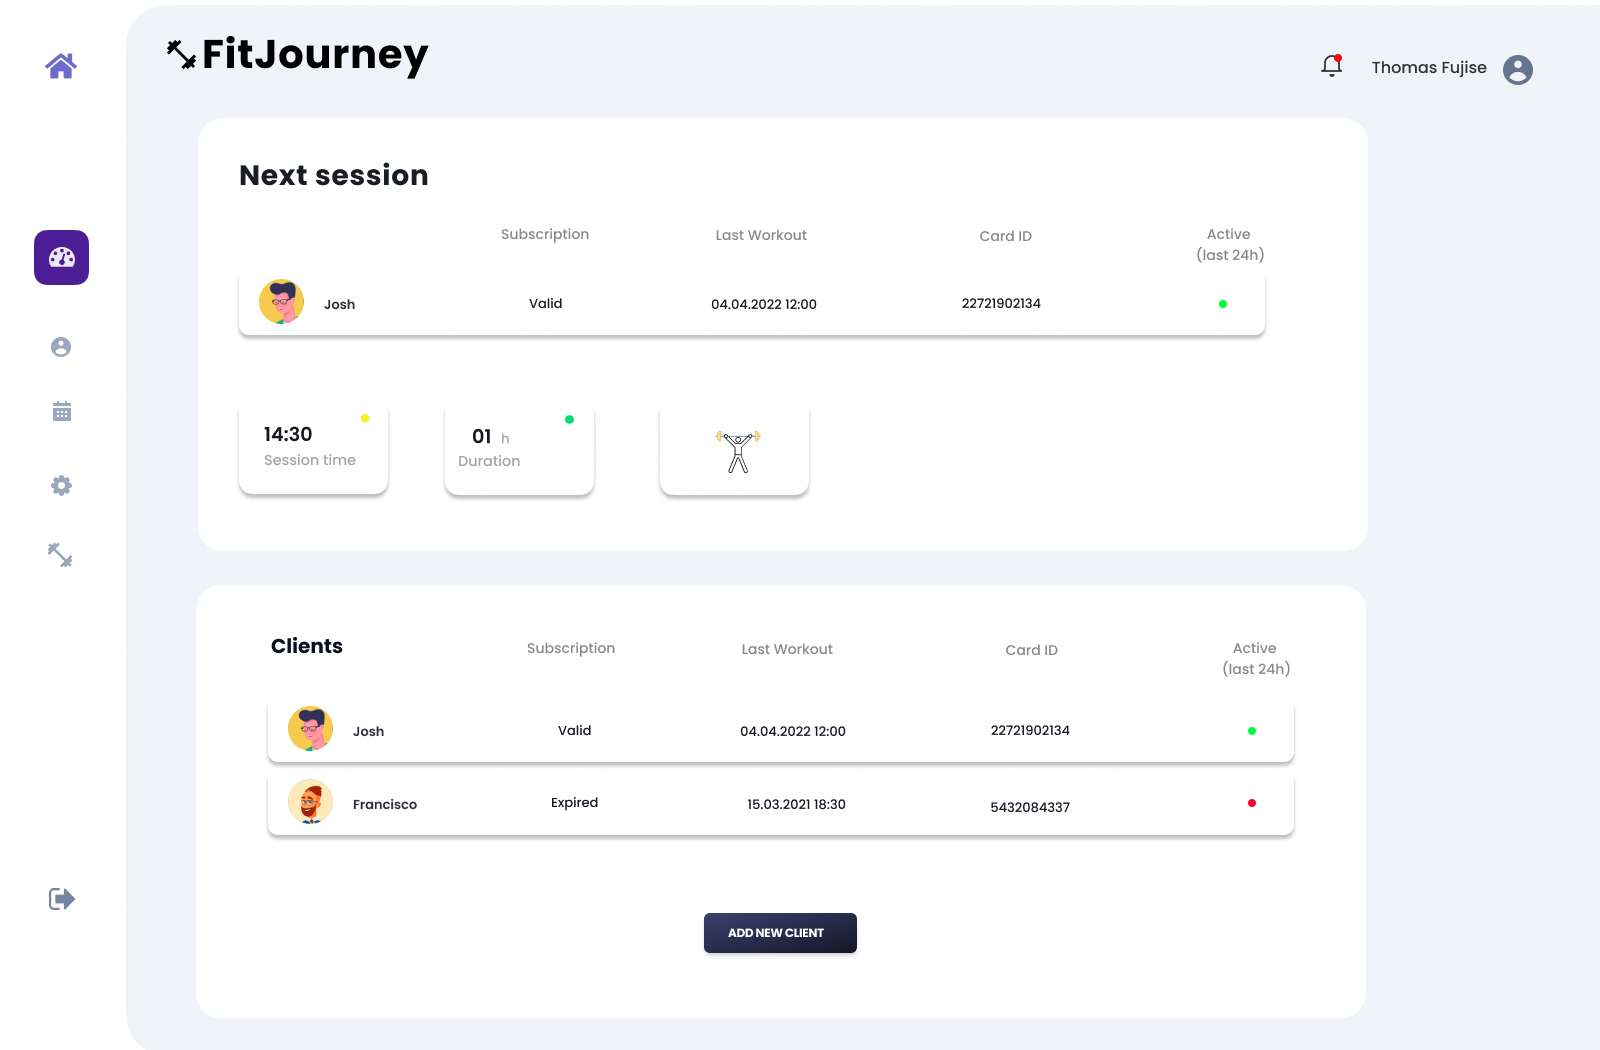 FitJourney
Thomas Fujise
Next session
Subscription Last Workout Card ID Active
(last 24h)
Josh Valid 04.04.2022 12:00 22721902134
14:30
Session time
01 h
Duration
Clients Subscription Last Workout Card ID Active
(last 24h)
Josh Valid 04.04.2022 12:00 22721902134
Francisco Expired 15.03.2021 18:30 5432084337
ADD NEW CLIENT